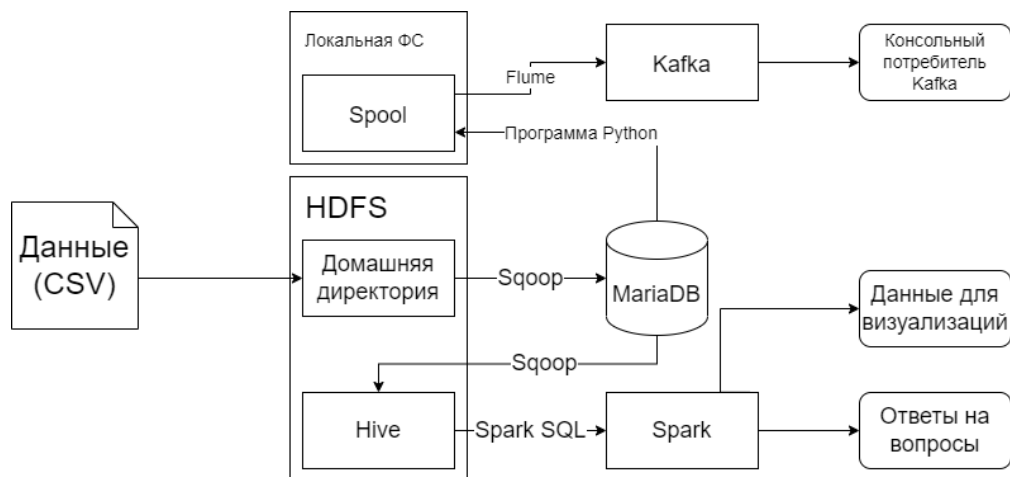 Локальная ФС
Spool
Flume
Kafka
Консольный
потребитель
Kafka
Программа Python
HDFS
Данные
(CSV)
Домашняя
директория
Sqoop
MariaDB
Данные для
визуализаций
Sqoop
Hive
Spark SQL
Spark
Ответы на
вопросы